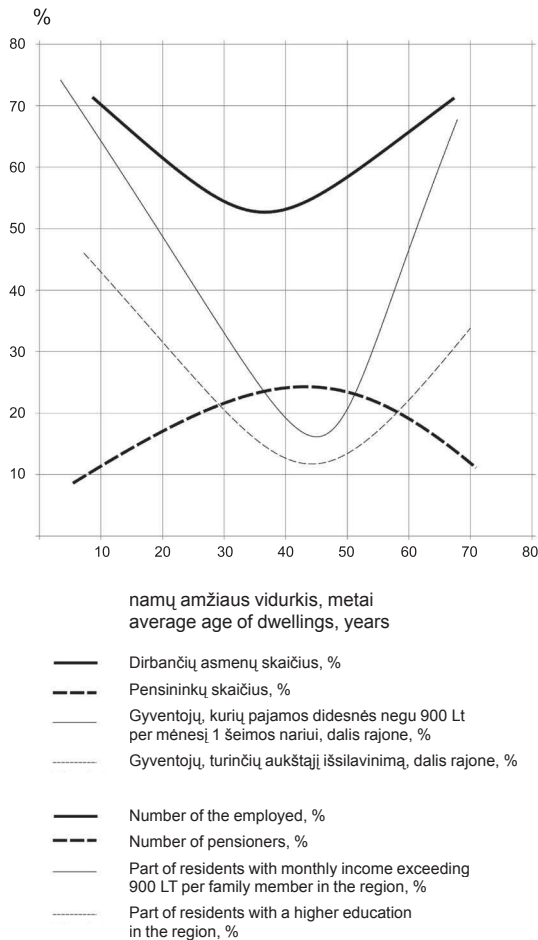 %
80
70
60
50
40
30
20
10
10 20 30 40 50 60 70 80
namų amžiaus vidurkis, metai
average age of dwellings, years
Dirbančių asmenų skaičius, %
Pensininkų skaičius, %
Gyventojų, kurių pajamos didesnės negu 900 Lt
per mėnesį 1 šeimos nariui, dalis rajone, %
Gyventojų, turinčių aukštąjį išsilavinimą, dalis rajone, %
Number of the employed, %
Number of pensioners, %
Part of residents with monthly income exceeding
900 LT per family member in the region, %
Part of residents with a higher education
in the region, %